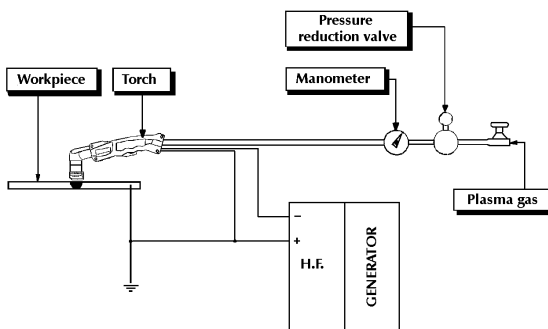 Pressure
reduction valve
Workpiece
Torch
Manometer
Plasma gas
−
+
H.F.
GENERATOR